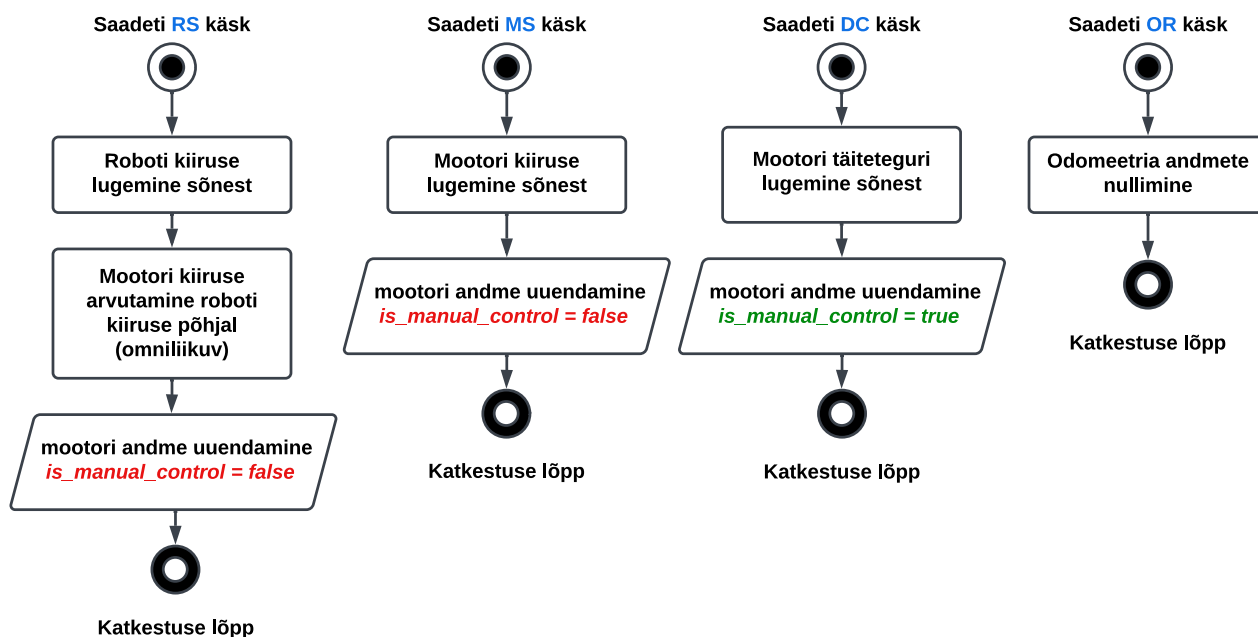 Saadeti RS käsk
Roboti kiiruse
lugemine sõnest
Mootori kiiruse
arvutamine roboti
kiiruse põhjal
(omniliikuv)
mootori andme uuendamine
is_manual_control = false
Katkestuse lõpp
Saadeti MS käsk
Mootori kiiruse
lugemine sõnest
mootori andme uuendamine
is_manual_control = false
Katkestuse lõpp
Saadeti DC käsk
Mootori täiteteguri
lugemine sõnest
mootori andme uuendamine
is_manual_control = true
Katkestuse lõpp
Saadeti OR käsk
Odomeetria andmete
nullimine
Katkestuse lõpp